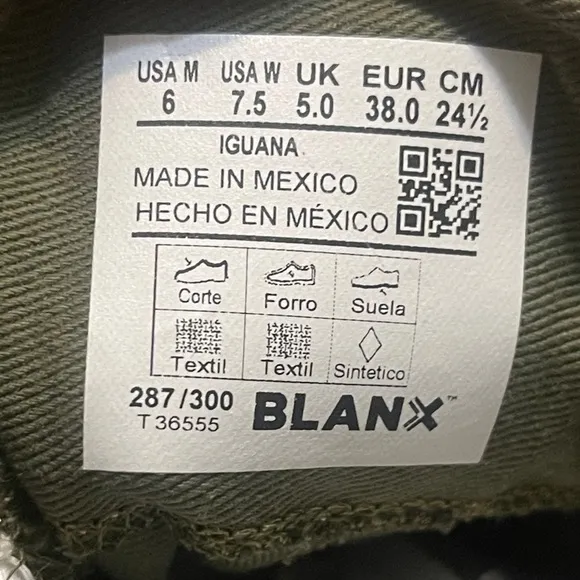 USA M USA W UK EUR CM
6 7.5 5.0 38.0 24½
IGUANA
MADE IN MEXICO
HECHO EN MÉXICO
Corte Forro Suela
Textil Textil Sintetico
287/300 BLANX™
T 36555